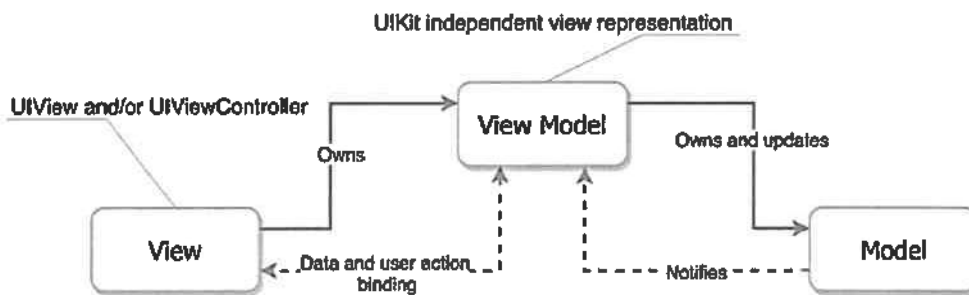 UIKit independent view representation
UIView and/or UIViewController
View Model
Owns
Owns and updates
View
Data and user action
binding
Notifies
Model